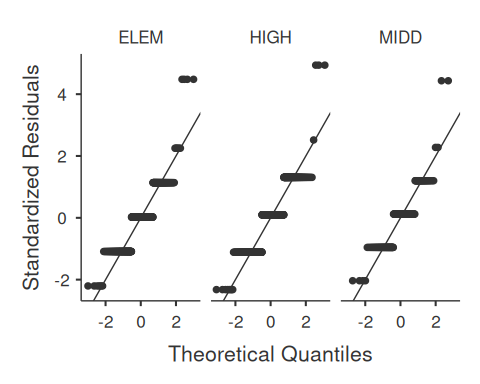 ELEM HIGH MIDD
Standardized Residuals
4
2
0
-2
-2 0 2 -2 0 2 -2 0 2
Theoretical Quantiles